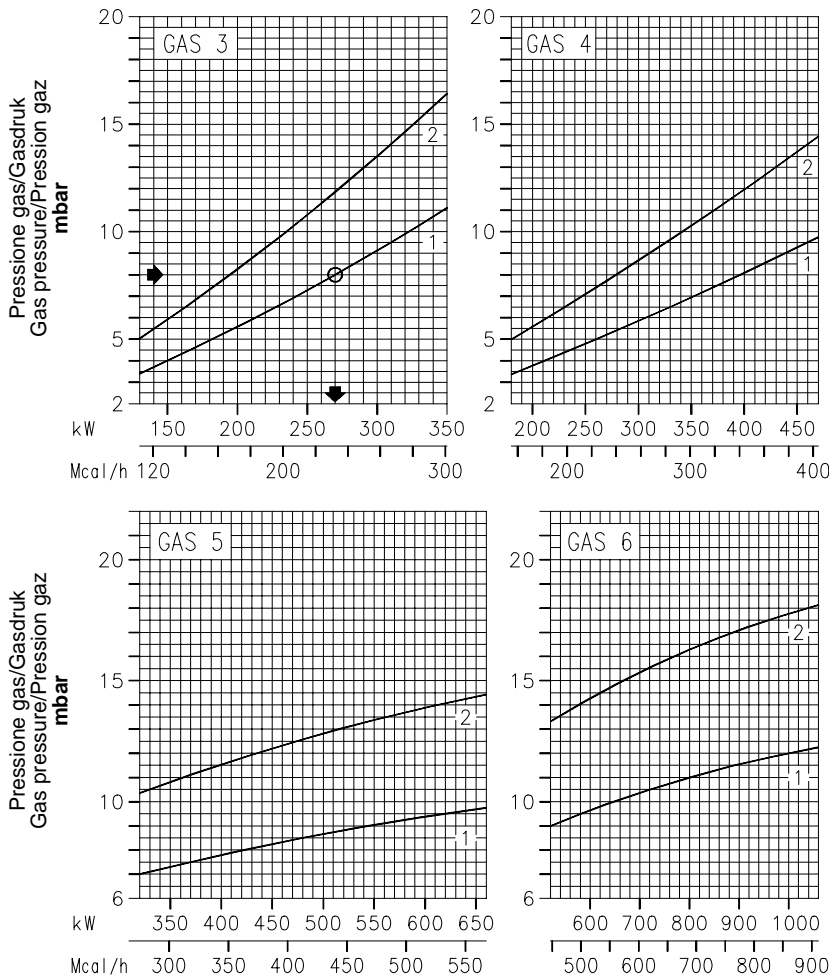 Pressione gas/Gasdruk
Gas pressure/Pression gaz
mbar
GAS 3
20
15
10
5
2
2
1
kW 150 200 250 300 350
Mcal/h 120 200 300
GAS 4
20
15
10
5
2
2
1
200 250 300 350 400 450
200 300 400
Pressione gas/Gasdruk
Gas pressure/Pression gaz
mbar
GAS 5
20
15
10
6
2
1
kW 350 400 450 500 550 600 650
Mcal/h 300 350 400 450 500 550
GAS 6
20
15
10
6
2
1
600 700 800 900 1000
500 600 700 800 900